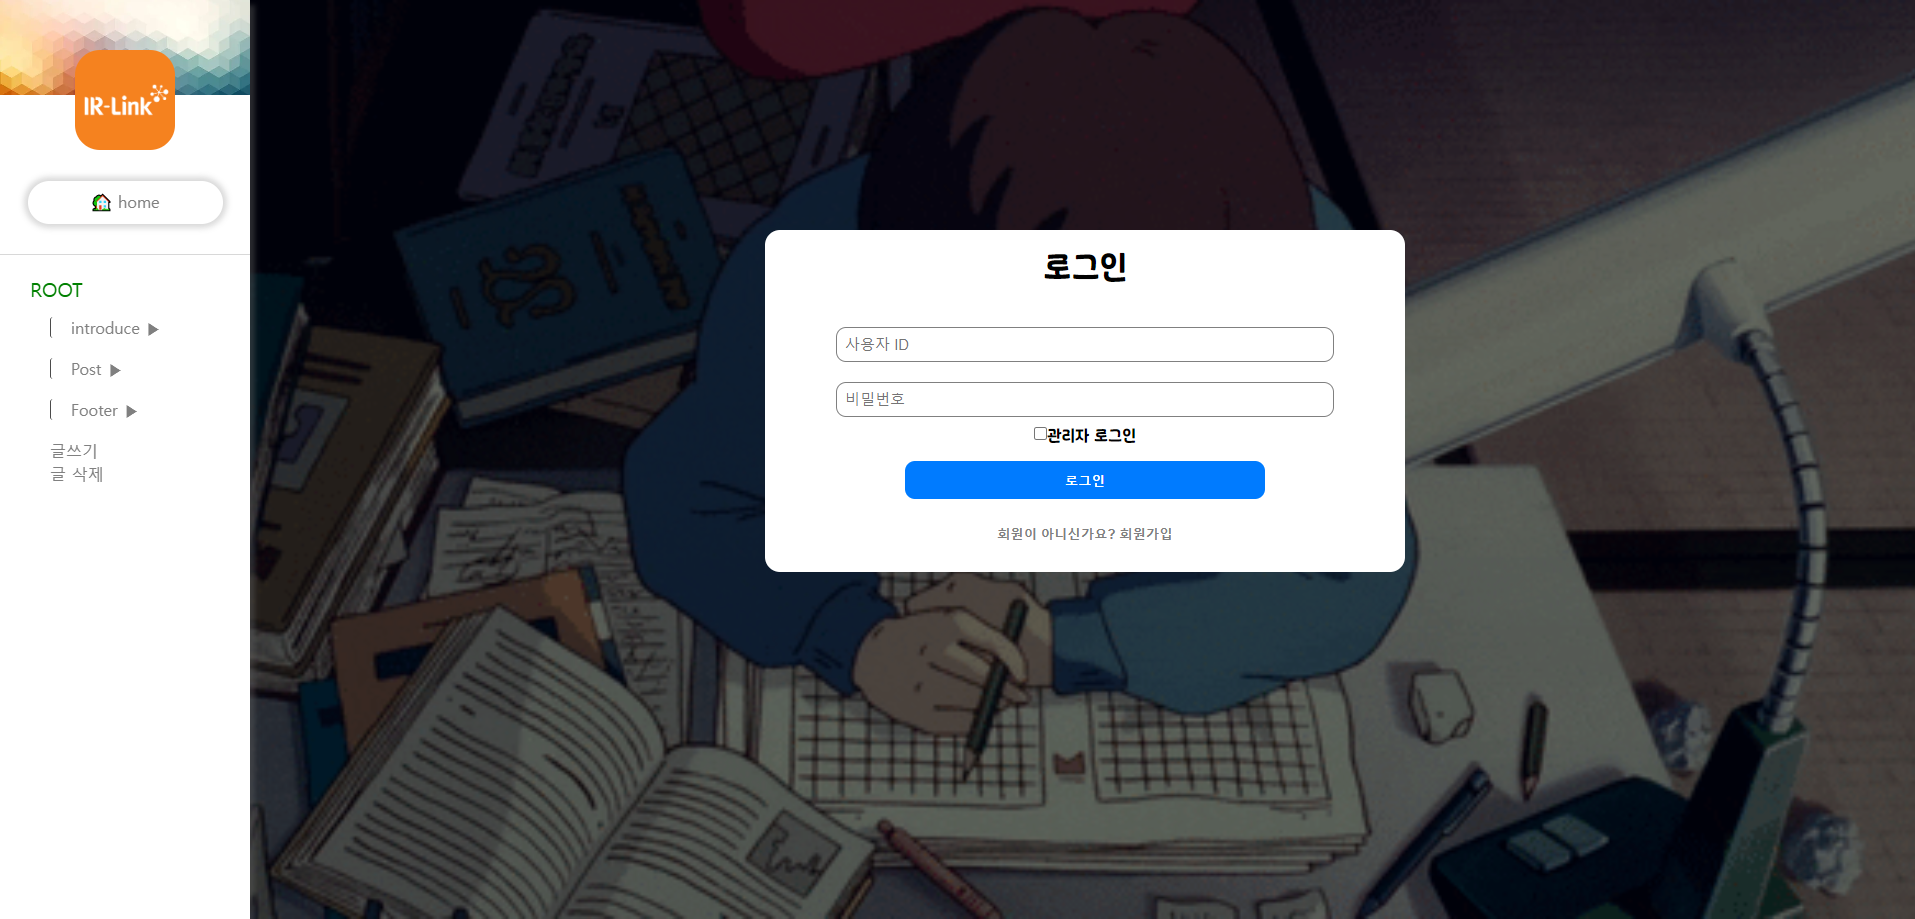 IR-Link
home
ROOT
introduce ▶
Post ▶
Footer ▶
글쓰기
글 삭제
로그인
사용자 ID
비밀번호
관리자 로그인
로그인
회원이 아니신가요? 회원가입